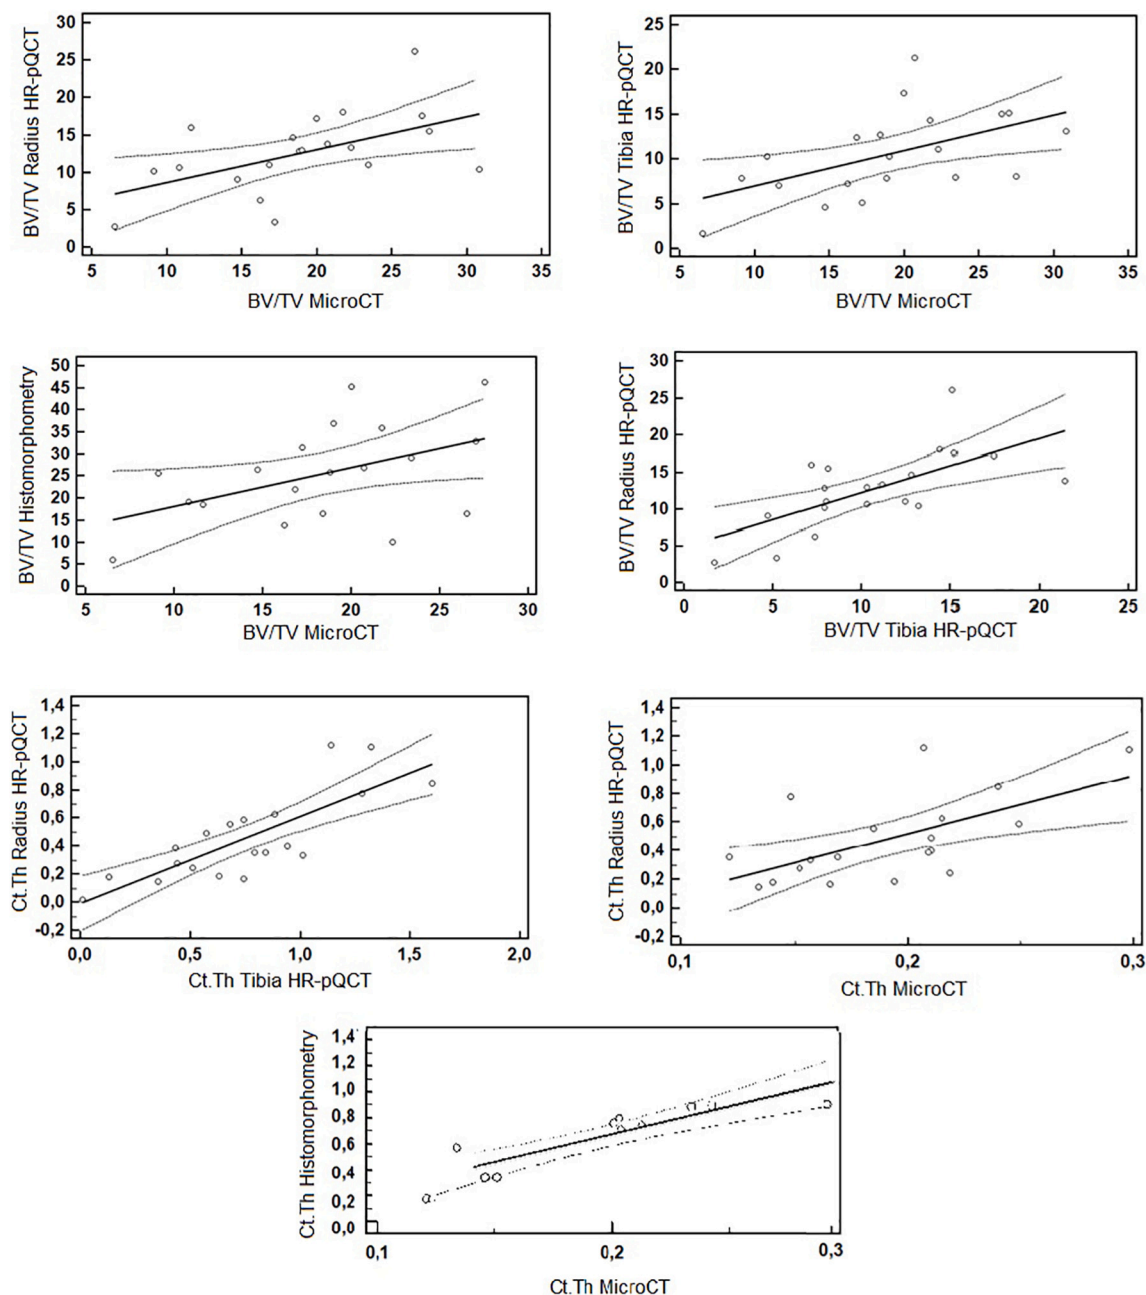 30
25
20
15
10
5
0
BV/TV Radius HR-pQCT
5 10 15 20 25 30 35
BV/TV MicroCT
25
20
15
10
5
0
BV/TV Tibia HR-pQCT
5 10 15 20 25 30 35
BV/TV MicroCT
50
45
40
35
30
25
20
15
10
5
0
BV/TV Histomorphometry
5 10 15 20 25 30
BV/TV MicroCT
30
25
20
15
10
5
0
BV/TV Radius HR-pQCT
0 5 10 15 20 25
BV/TV Tibia HR-pQCT
1,4
1,2
1,0
0,8
0,6
0,4
0,2
0,0
-0,2
Ct.Th Radius HR-pQCT
0,0 0,5 1,0 1,5 2,0
Ct.Th Tibia HR-pQCT
1,4
1,2
1,0
0,8
0,6
0,4
0,2
0,0
-0,2
Ct.Th Radius HR-pQCT
0,1 0,2 0,3
Ct.Th MicroCT
1,4
1,2
1,0
0,8
0,6
0,4
0,2
0,0
Ct.Th Histomorphometry
0,1 0,2 0,3
Ct.Th MicroCT